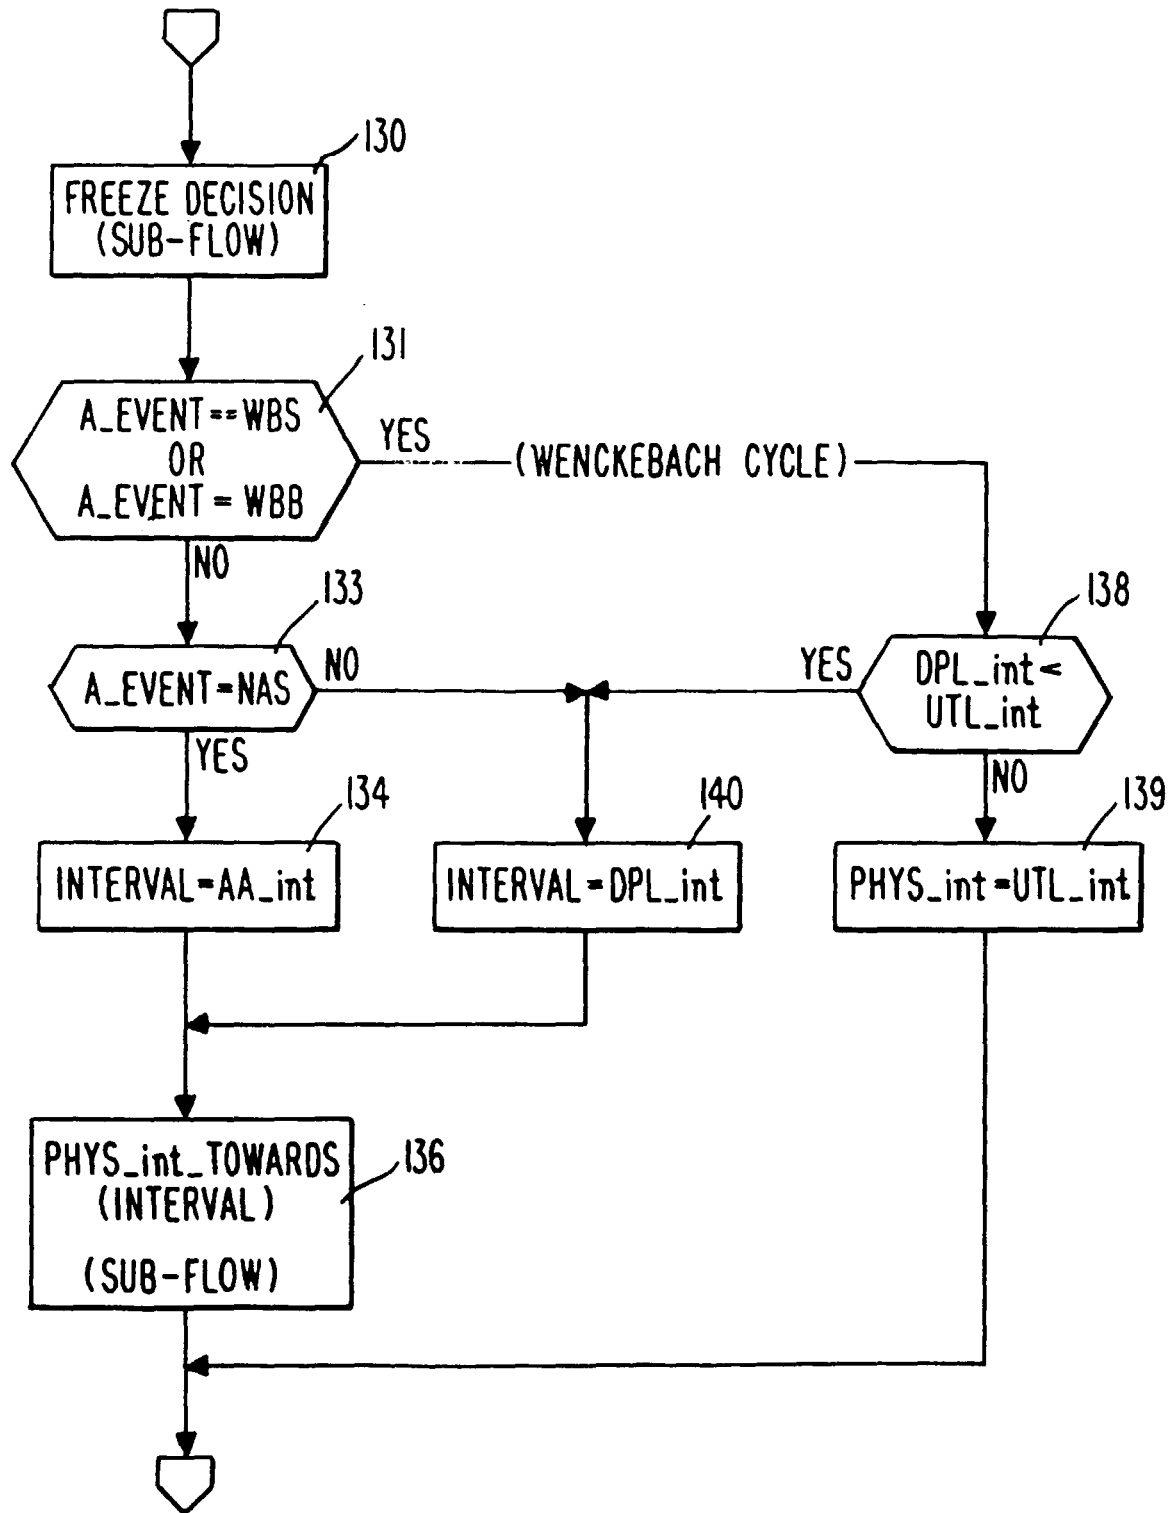 130
FREEZE DECISION
(SUB-FLOW)
131
A_EVENT==WBS
OR
A_EVENT=WBB
YES
(WENCKEBACH CYCLE)
NO
133
A_EVENT=NAS
NO
YES
138
DPL_int<
UTL_int
YES
NO
134
INTERVAL=AA_int
140
INTERVAL=DPL_int
139
PHYS_int=UTL_int
PHYS_int_TOWARDS
(INTERVAL)
(SUB-FLOW)
136